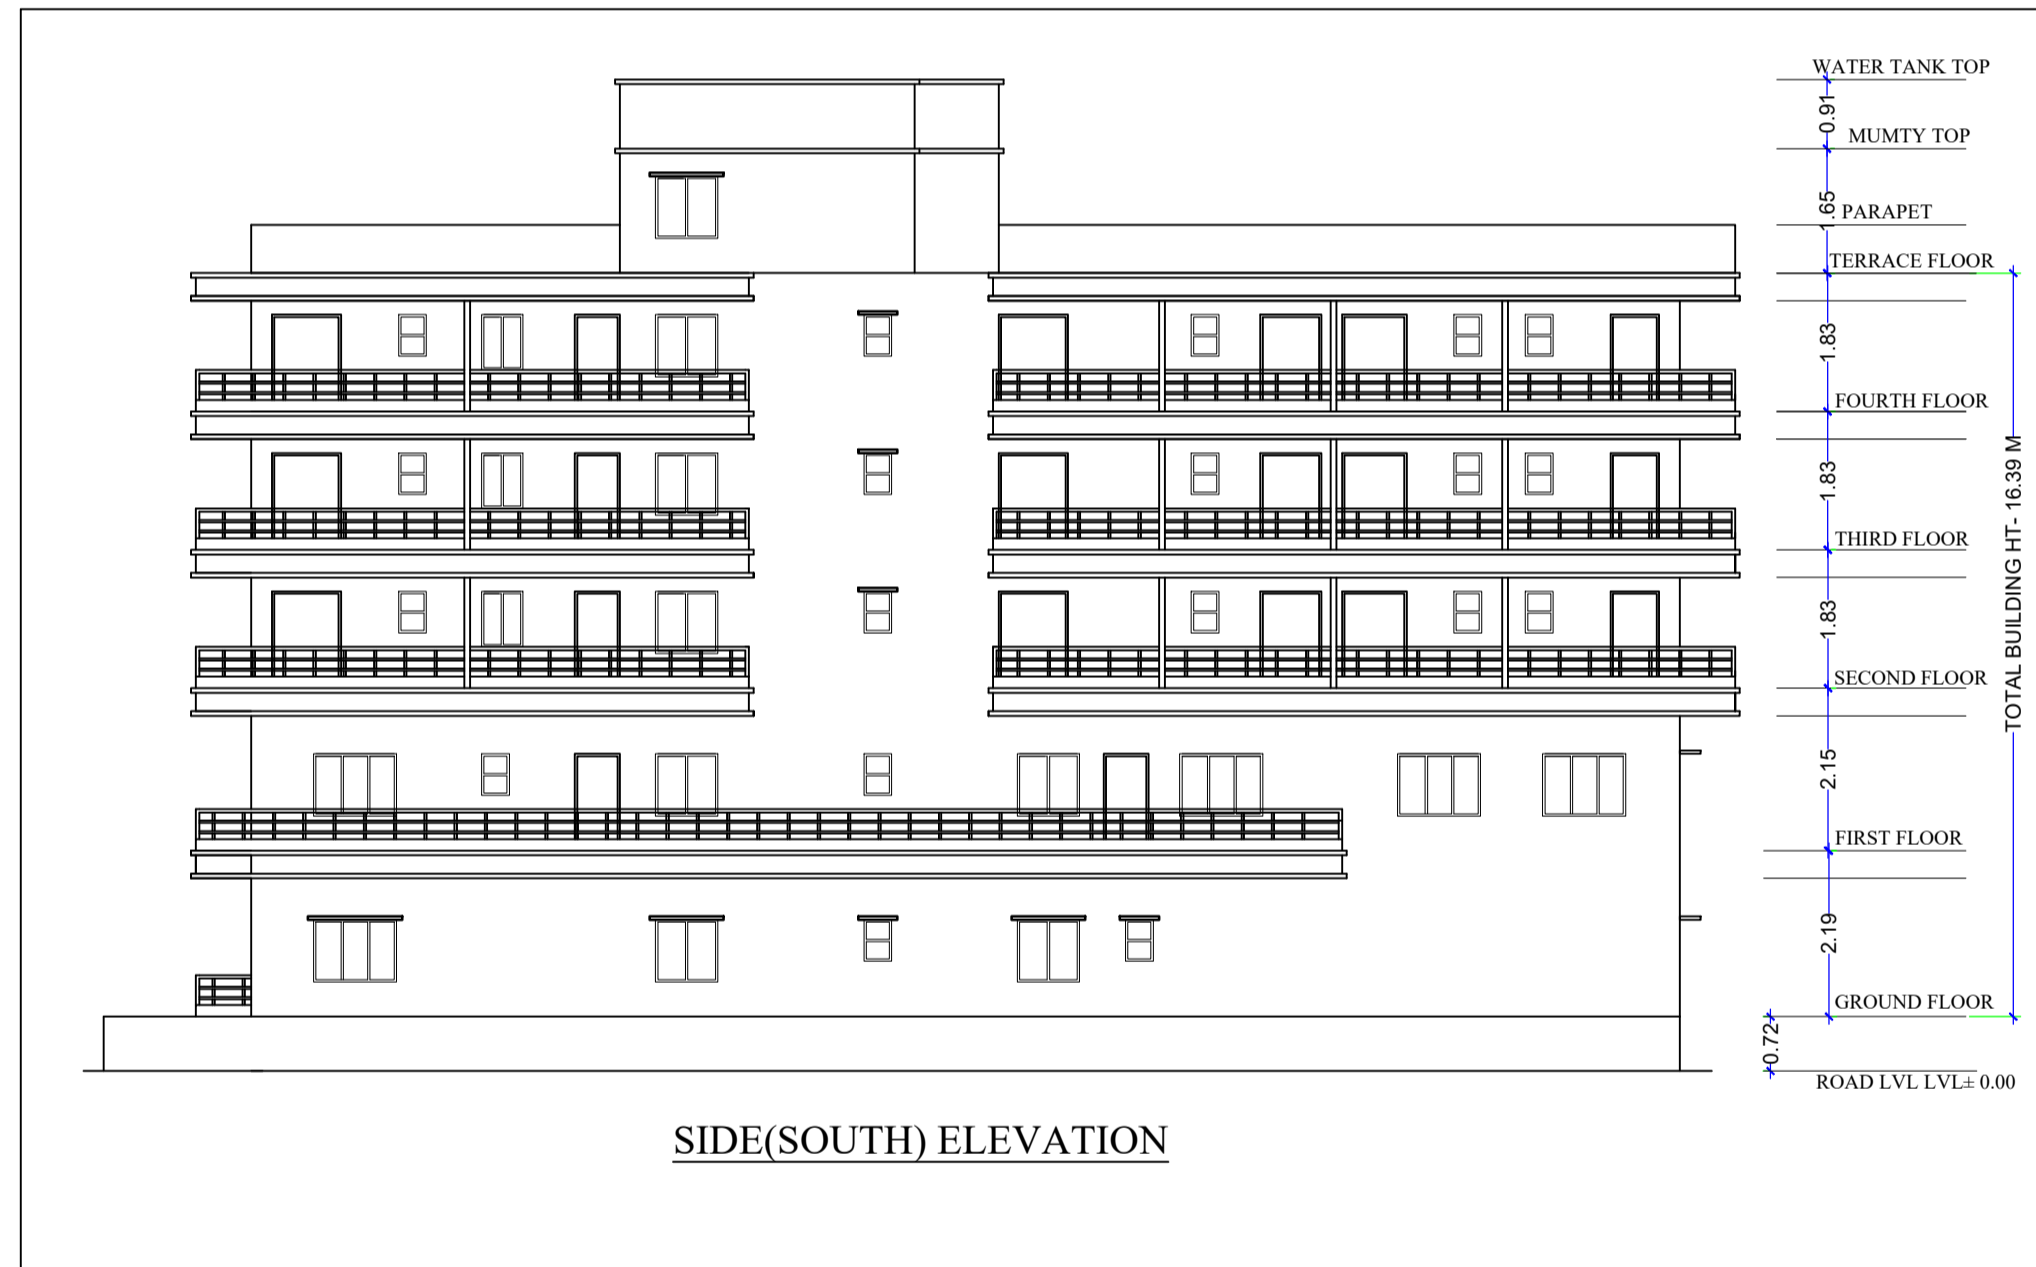 WATER TANK TOP
0.91
MUMTY TOP
1.65
PARAPET
TERRACE FLOOR
1.83
FOURTH FLOOR
1.83
THIRD FLOOR
1.83
SECOND FLOOR
2.15
FIRST FLOOR
2.19
GROUND FLOOR
0.72
ROAD LVL LVL± 0.00
TOTAL BUILDING HT- 16.39 M
SIDE(SOUTH) ELEVATION